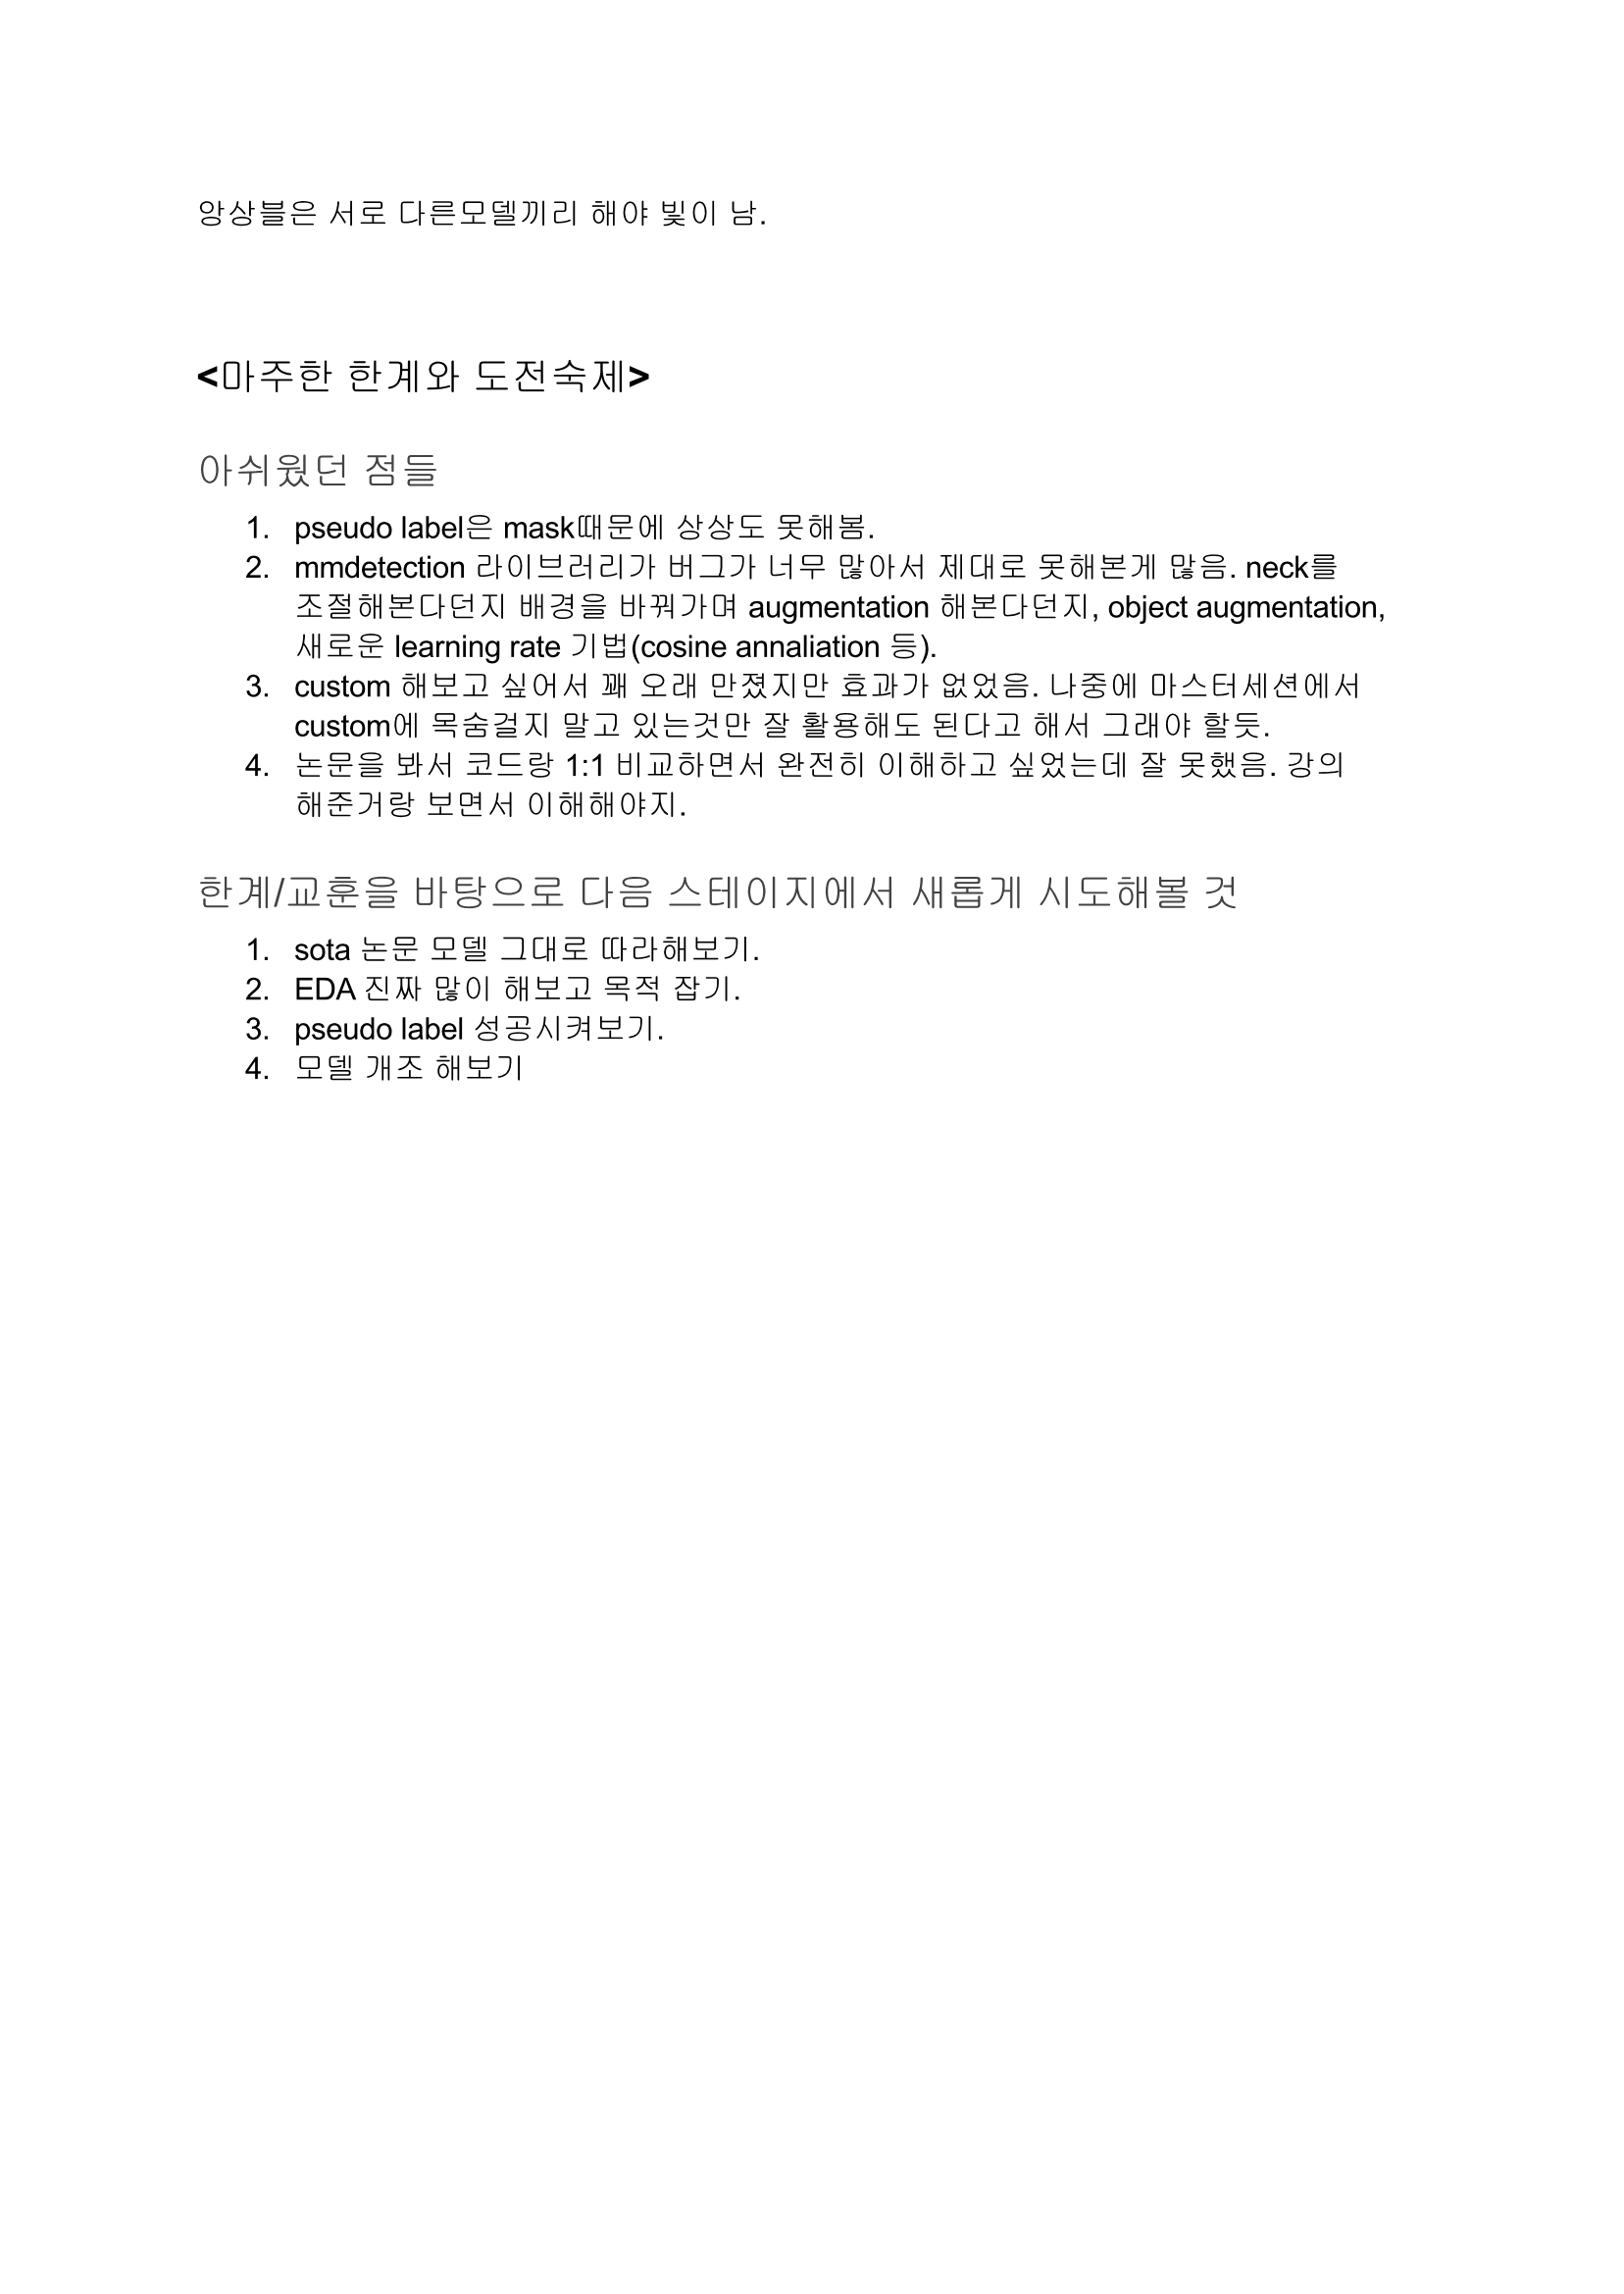 앙상블은 서로 다른모델끼리 해야 빛이 남.
<마주한 한계와 도전숙제>
아쉬웠던 점들
1. pseudo label은 mask때문에 상상도 못해봄.
2. mmdetection 라이브러리가 버그가 너무 많아서 제대로 못해본게 많음. neck를
조절해본다던지 배경을 바꿔가며 augmentation 해본다던지, object augmentation,
새로운 learning rate 기법(cosine annaliation 등).
3. custom 해보고 싶어서 꽤 오래 만졌지만 효과가 없었음. 나중에 마스터세션에서
custom에 목숨걸지 말고 있는것만 잘 활용해도 된다고 해서 그래야 할듯.
4. 논문을 봐서 코드랑 1:1 비교하면서 완전히 이해하고 싶었는데 잘 못했음. 강의
해준거랑 보면서 이해해야지.
한계/교훈을 바탕으로 다음 스테이지에서 새롭게 시도해볼 것
1. sota 논문 모델 그대로 따라해보기.
2. EDA 진짜 많이 해보고 목적 잡기.
3. pseudo label 성공시켜보기.
4. 모델 개조 해보기